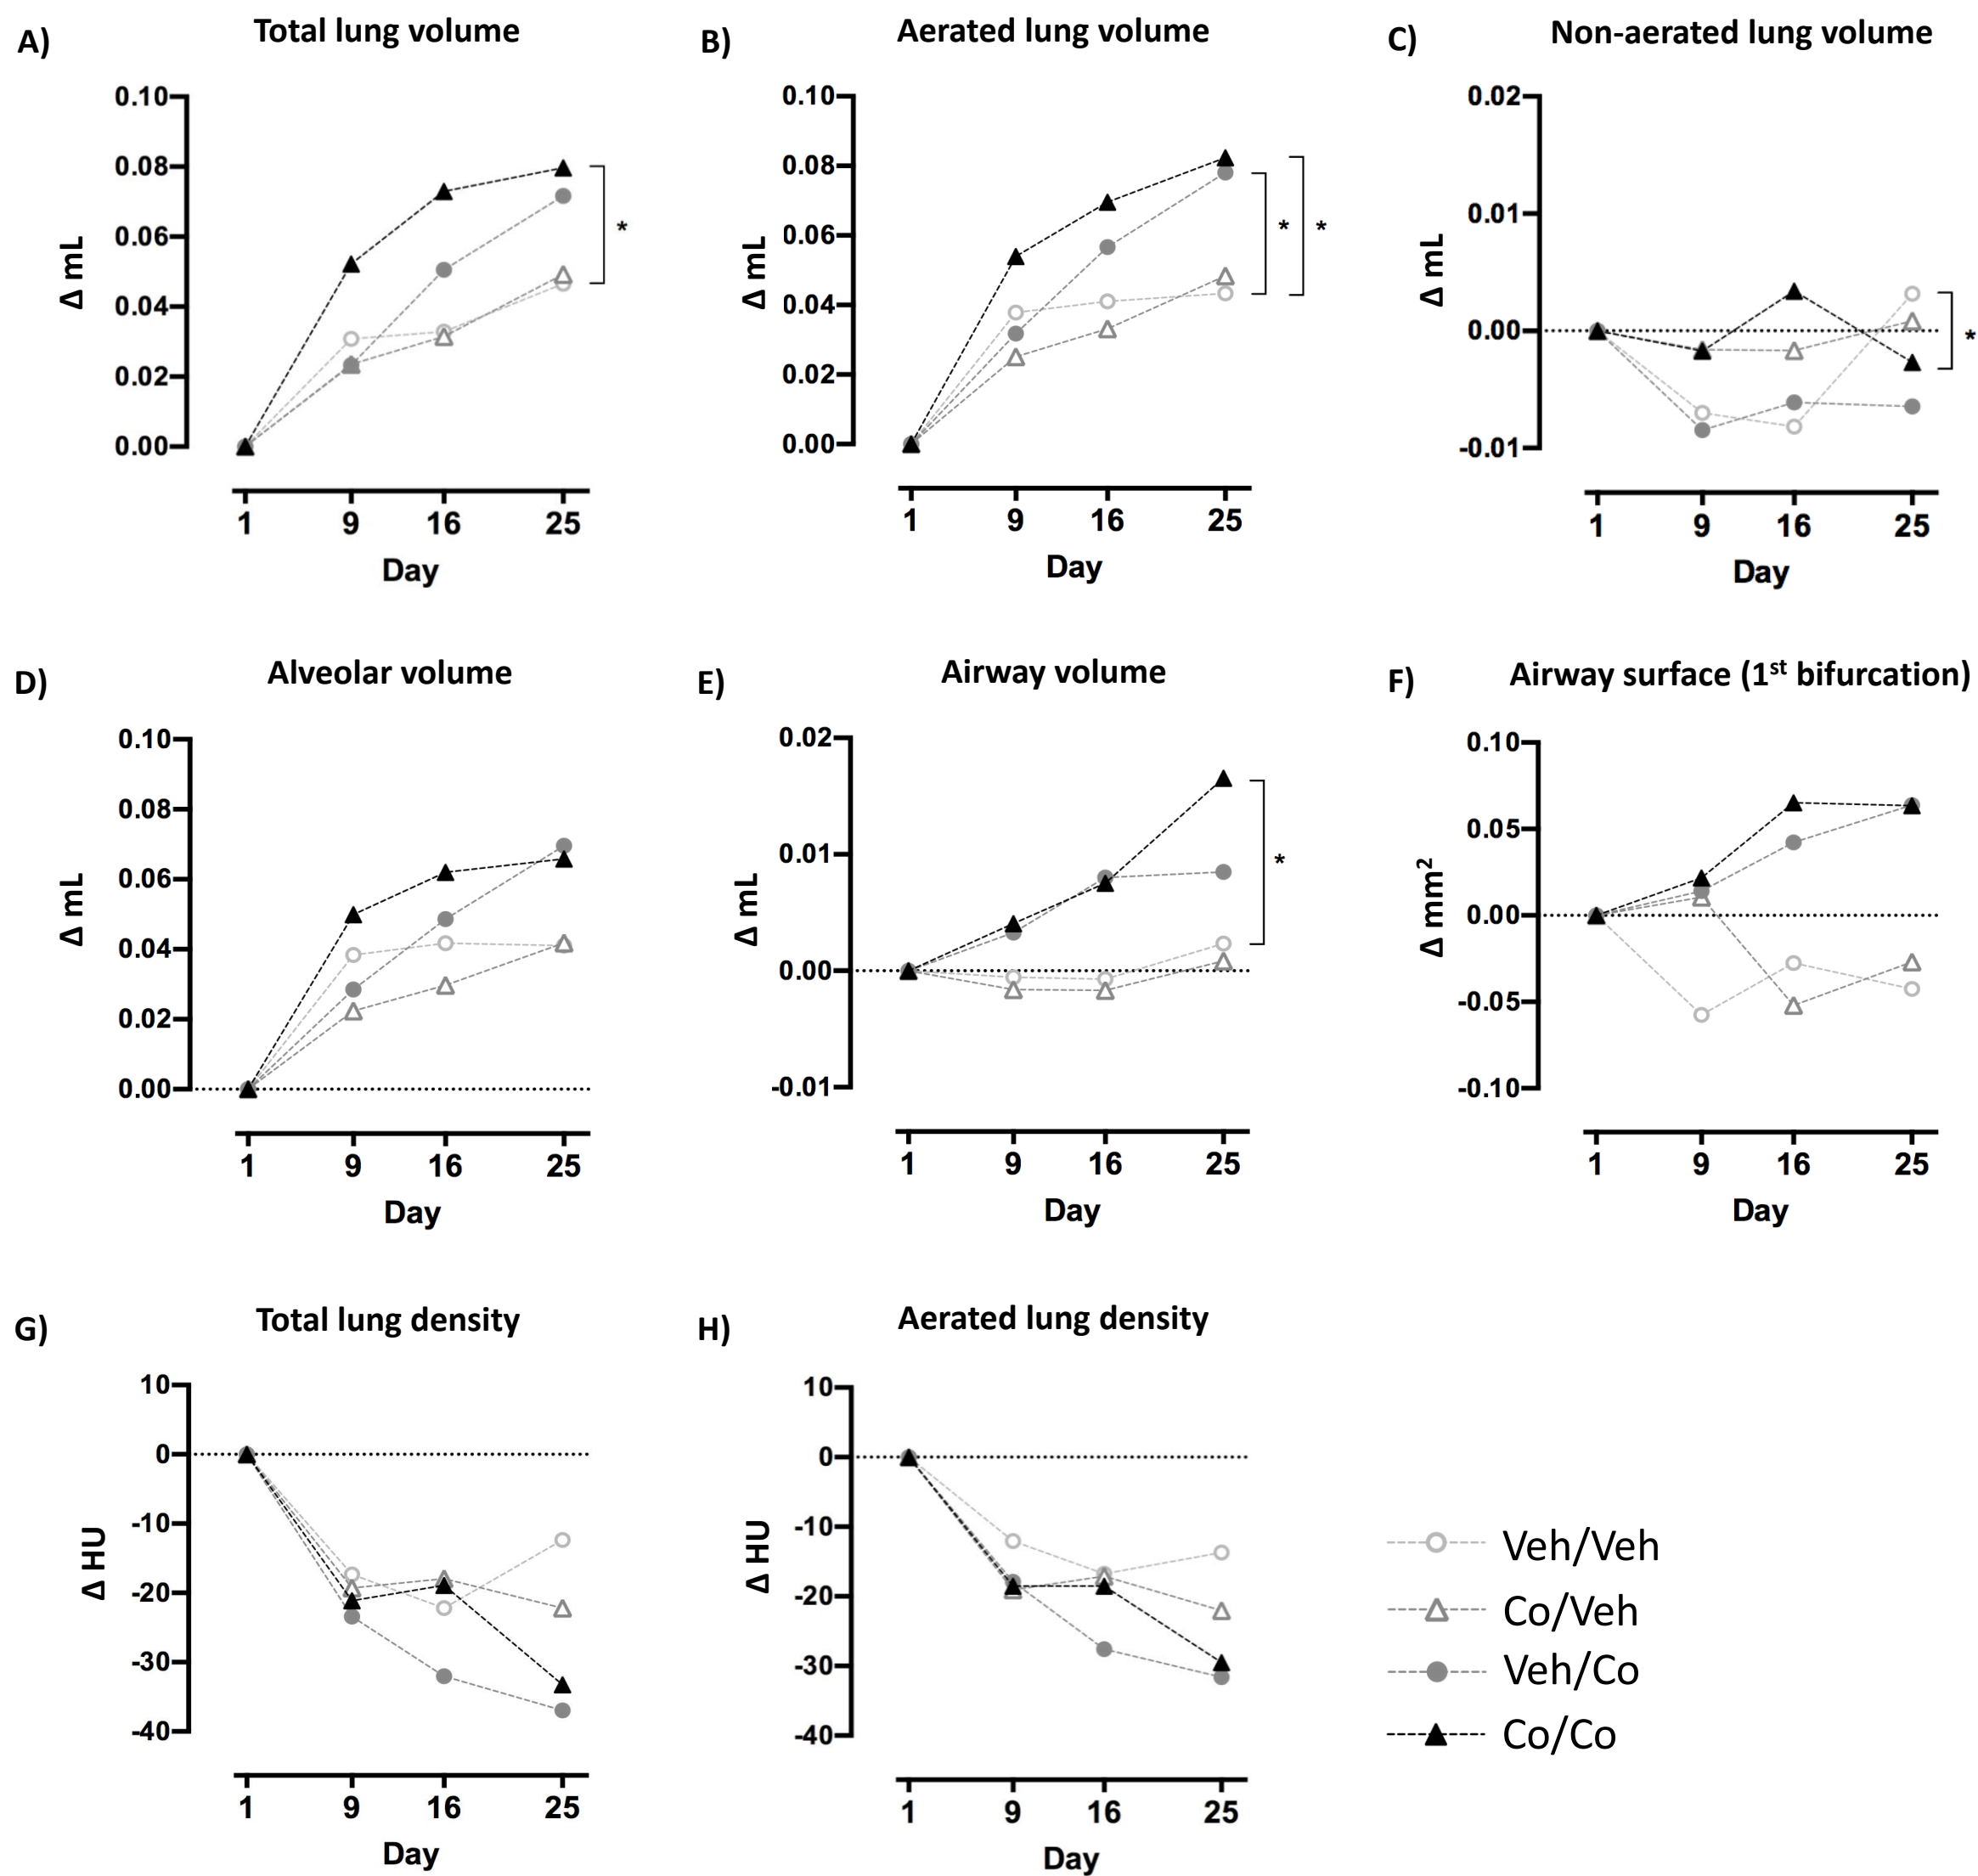 A) Total lung volume
0.10
0.08
0.06
0.04
0.02
0.00
Δ mL
*
1 9 16 25
Day
B) Aerated lung volume
0.10
0.08
0.06
0.04
0.02
0.00
Δ mL
* *
1 9 16 25
Day
C) Non-aerated lung volume
0.02
0.01
0.00
-0.01
Δ mL
*
1 9 16 25
Day
D) Alveolar volume
0.10
0.08
0.06
0.04
0.02
0.00
Δ mL
1 9 16 25
Day
E) Airway volume
0.02
0.01
0.00
-0.01
Δ mL
*
1 9 16 25
Day
F) Airway surface (1st bifurcation)
0.10
0.05
0.00
-0.05
-0.10
Δ mm2
1 9 16 25
Day
G) Total lung density
10
0
-10
-20
-30
-40
Δ HU
1 9 16 25
Day
H) Aerated lung density
10
0
-10
-20
-30
-40
Δ HU
1 9 16 25
Day
Veh/Veh
Co/Veh
Veh/Co
Co/Co